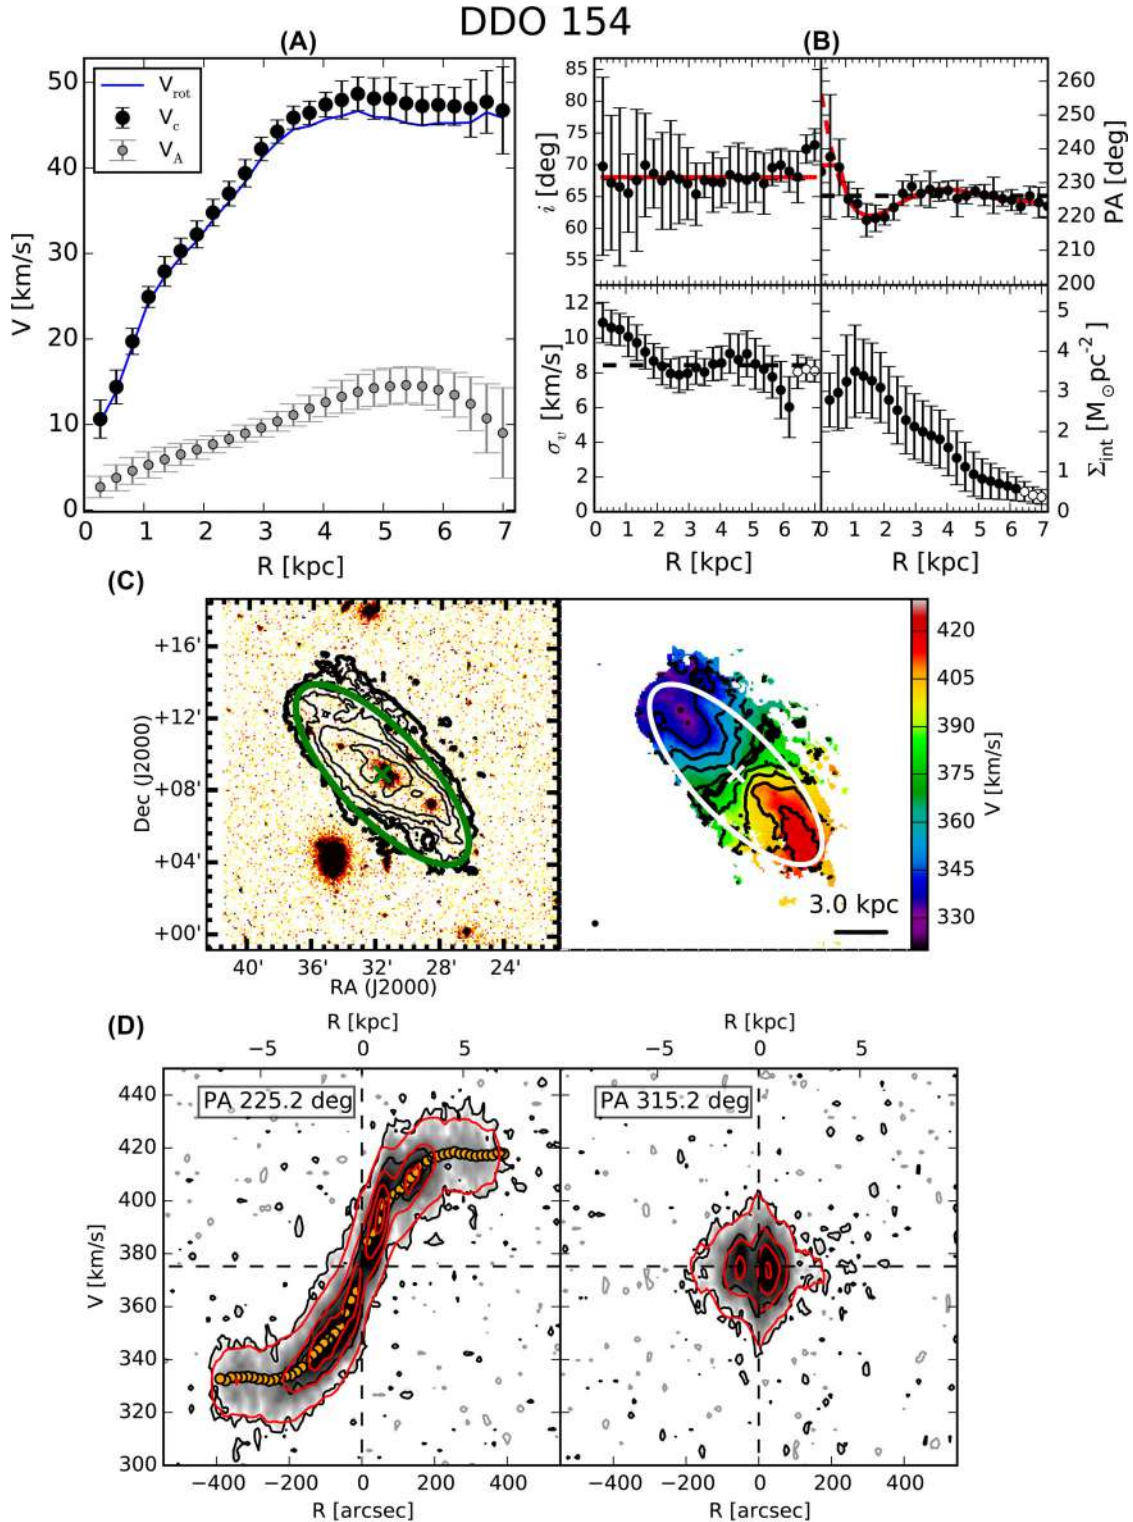 DDO 154
(A)
(B)
50
40
30
20
10
0
V [km/s]
V_rot
V_c
V_A
0 1 2 3 4 5 6 7
R [kpc]
85
80
75
70
65
60
55
i [deg]
260
250
240
230
220
210
200
PA [deg]
12
10
8
6
4
2
0
σ_v [km/s]
5
4
3
2
1
0
Σ_int [M_⊙pc^-2]
0 1 2 3 4 5 6 7
0 1 2 3 4 5 6 7
R [kpc]
R [kpc]
(C)
+16'
+12'
+08'
+04'
+00'
Dec (J2000)
40' 36' 32' 28' 24'
RA (J2000)
3.0 kpc
420
405
390
375
360
345
330
V [km/s]
(D)
R [kpc]
R [kpc]
−5 0 5
−5 0 5
PA 225.2 deg
PA 315.2 deg
440
420
400
380
360
340
320
300
V [km/s]
−400 −200 0 200 400
−400 −200 0 200 400
R [arcsec]
R [arcsec]